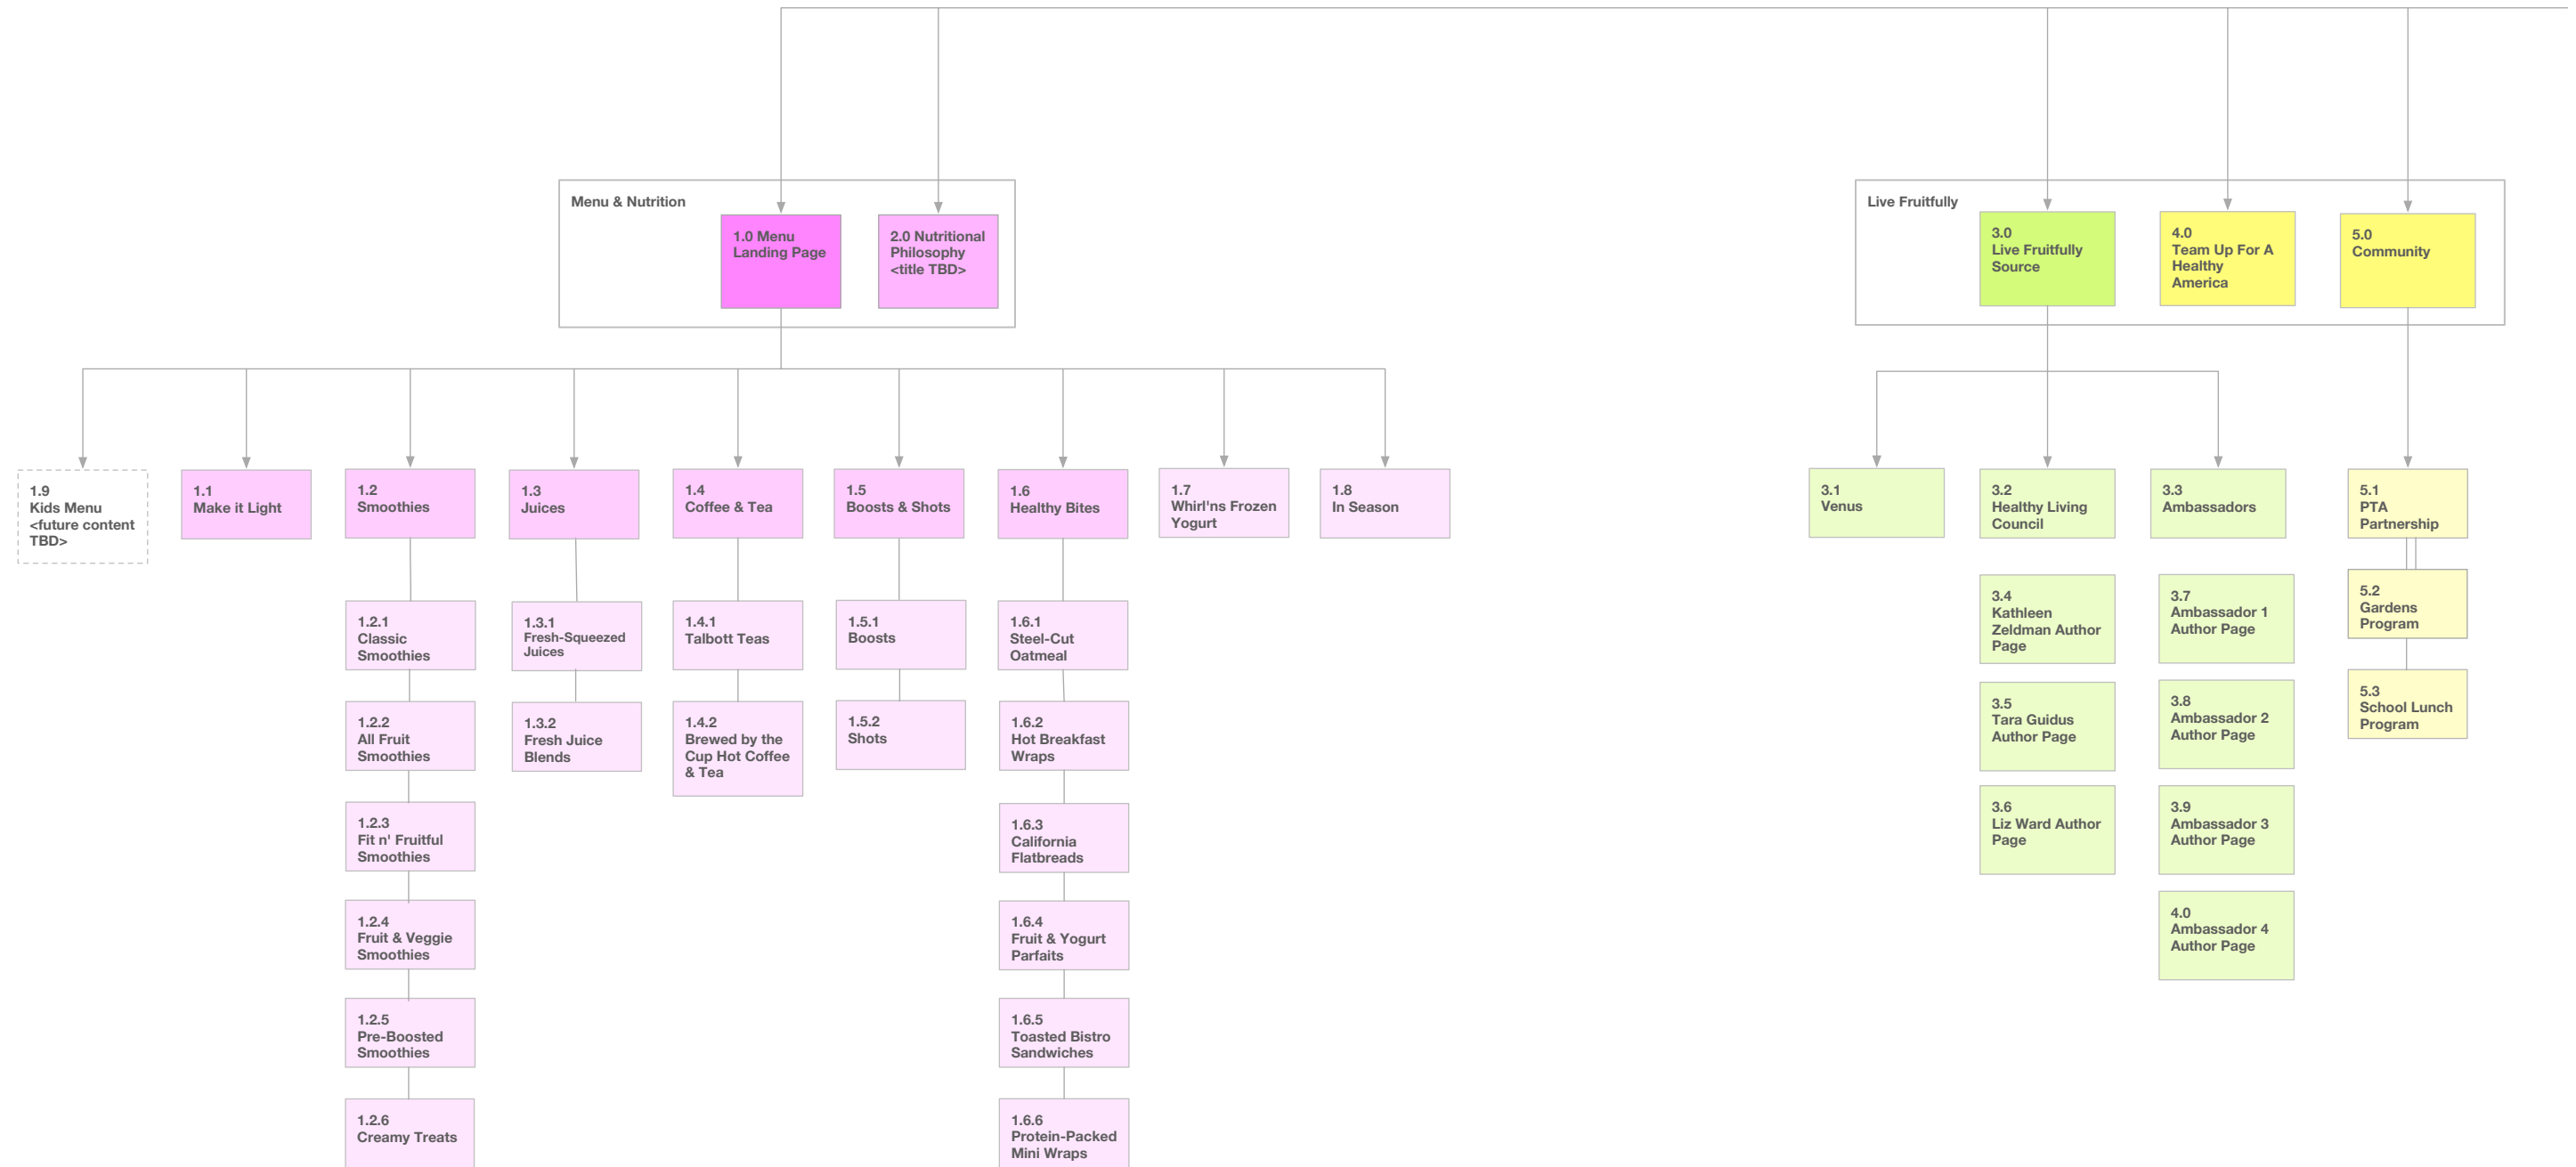 Menu & Nutrition
1.0 Menu
Landing Page
2.0 Nutritional
Philosophy
<title TBD>
Live Fruitfully
3.0
Live Fruitfully
Source
4.0
Team Up For A
Healthy
America
5.0
Community
1.9
Kids Menu
<future content
TBD>
1.1
Make it Light
1.2
Smoothies
1.3
Juices
1.4
Coffee & Tea
1.5
Boosts & Shots
1.6
Healthy Bites
1.7
Whirl'ns Frozen
Yogurt
1.8
In Season
3.1
Venus
3.2
Healthy Living
Council
3.3
Ambassadors
5.1
PTA
Partnership
1.2.1
Classic
Smoothies
1.3.1
Fresh-Squeezed
Juices
1.4.1
Talbott Teas
1.5.1
Boosts
1.6.1
Steel-Cut
Oatmeal
3.4
Kathleen
Zeldman Author
Page
3.7
Ambassador 1
Author Page
5.2
Gardens
Program
1.2.2
All Fruit
Smoothies
1.3.2
Fresh Juice
Blends
1.4.2
Brewed by the
Cup Hot Coffee
& Tea
1.5.2
Shots
1.6.2
Hot Breakfast
Wraps
3.5
Tara Guidus
Author Page
3.8
Ambassador 2
Author Page
5.3
School Lunch
Program
1.2.3
Fit n' Fruitful
Smoothies
1.6.3
California
Flatbreads
3.6
Liz Ward Author
Page
3.9
Ambassador 3
Author Page
1.2.4
Fruit & Veggie
Smoothies
1.6.4
Fruit & Yogurt
Parfaits
4.0
Ambassador 4
Author Page
1.2.5
Pre-Boosted
Smoothies
1.6.5
Toasted Bistro
Sandwiches
1.2.6
Creamy Treats
1.6.6
Protein-Packed
Mini Wraps